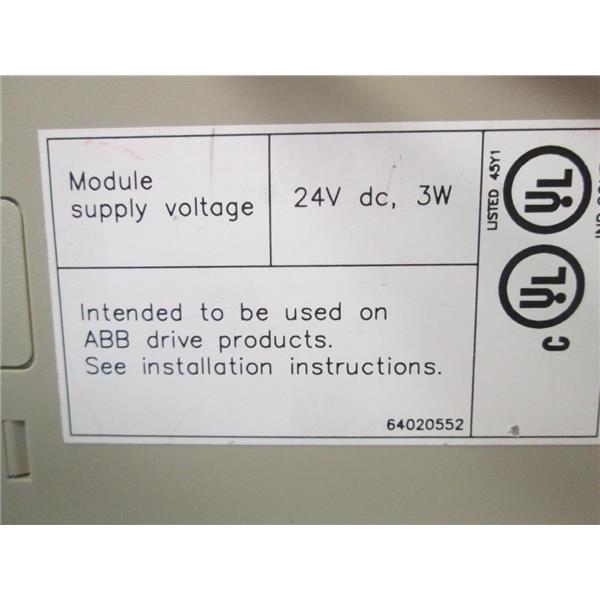 Module
supply voltage
24V dc, 3W
Intended to be used on
ABB drive products.
See installation instructions.
64020552
LISTED 45Y1
UL
C UL